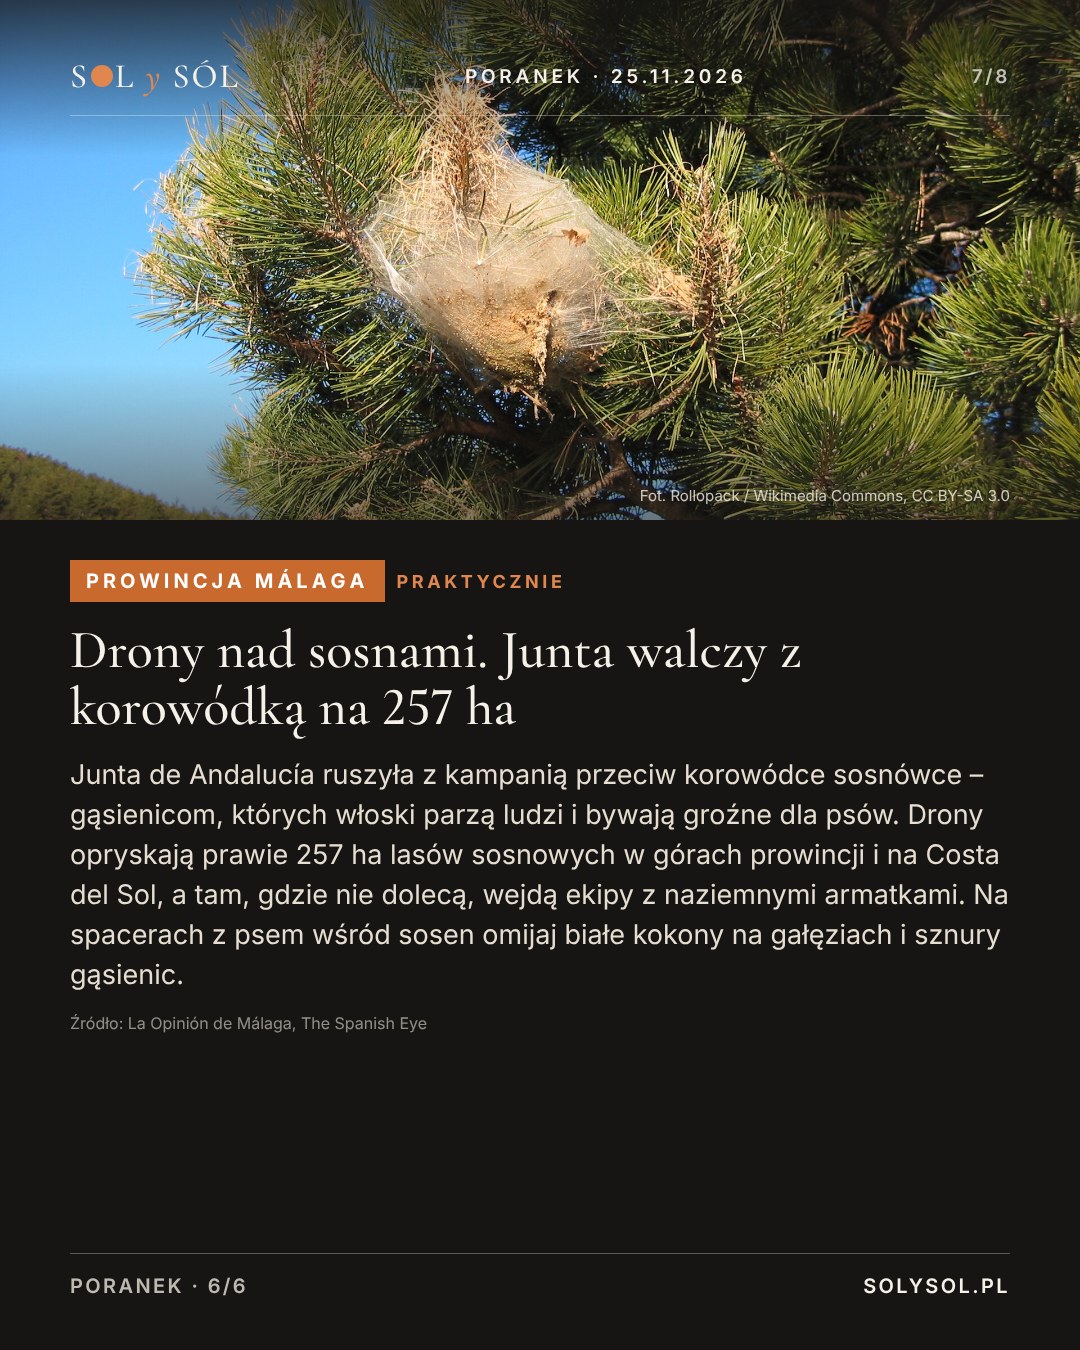 SOL y SÓL
PORANEK · 25.11.2026
7/8
Fot. Rollopack / Wikimedia Commons, CC BY-SA 3.0
PROWINCJA MÁLAGA
PRAKTYCZNIE
Drony nad sosnami. Junta walczy z
korowódką na 257 ha
Junta de Andalucía ruszyła z kampanią przeciw korowódce sosnówce –
gąsienicom, których włoski parzą ludzi i bywają groźne dla psów. Drony
opryskają prawie 257 ha lasów sosnowych w górach prowincji i na Costa
del Sol, a tam, gdzie nie dolecą, wejdą ekipy z naziemnymi armatkami. Na
spacerach z psem wśród sosen omijaj białe kokony na gałęziach i sznury
gąsienic.
Źródło: La Opinión de Málaga, The Spanish Eye
PORANEK · 6/6
SOLYSOL.PL